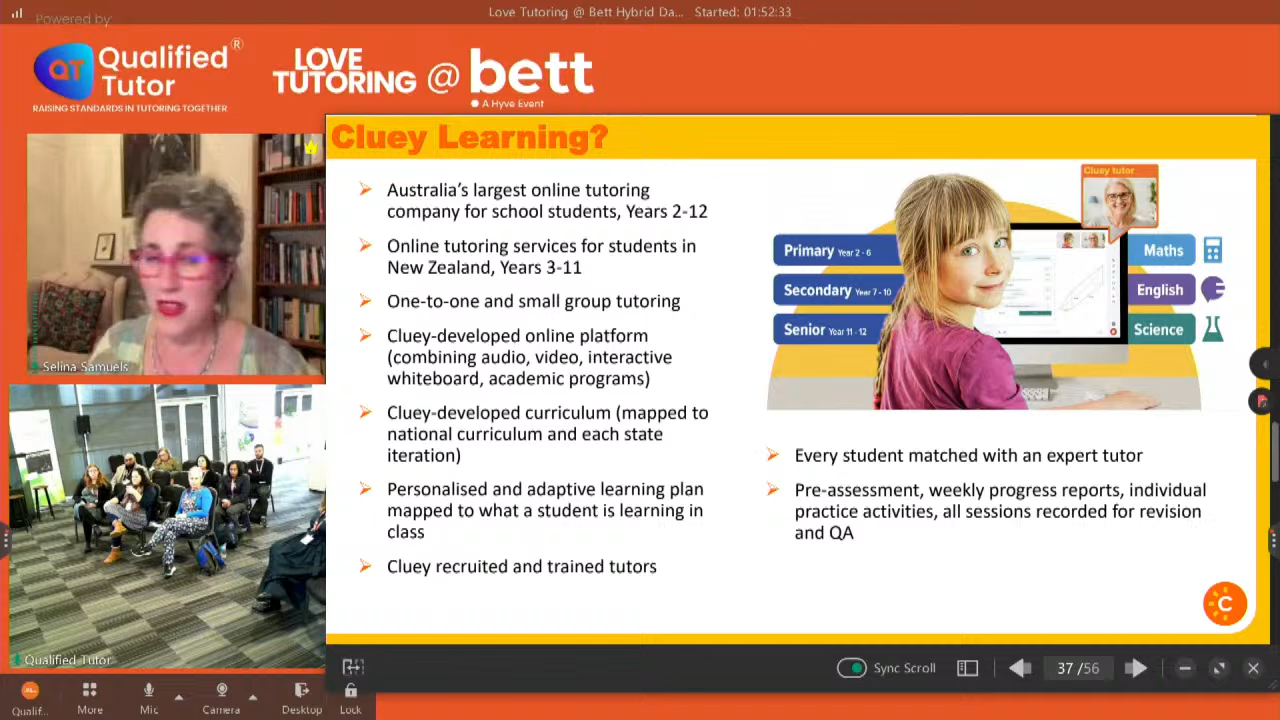 Love Tutoring @ Bett Hybrid Da... Started: 01:52:33
Powered by
QT Qualified Tutor®
RAISING STANDARDS IN TUTORING TOGETHER
LOVE TUTORING @ bett
A Hyve Event
Selina Samuels
Qualified Tutor
Cluey Learning?
Australia's largest online tutoring
company for school students, Years 2-12
Online tutoring services for students in
New Zealand, Years 3-11
One-to-one and small group tutoring
Cluey-developed online platform
(combining audio, video, interactive
whiteboard, academic programs)
Cluey-developed curriculum (mapped to
national curriculum and each state
iteration)
Personalised and adaptive learning plan
mapped to what a student is learning in
class
Cluey recruited and trained tutors
Cluey tutor
Primary Year 2 - 6
Secondary Year 7 - 10
Senior Year 11 - 12
Maths
English
Science
Every student matched with an expert tutor
Pre-assessment, weekly progress reports, individual
practice activities, all sessions recorded for revision
and QA
C
Sync Scroll
37 /56
Qualif...
More
Mic
Camera
Desktop
Lock